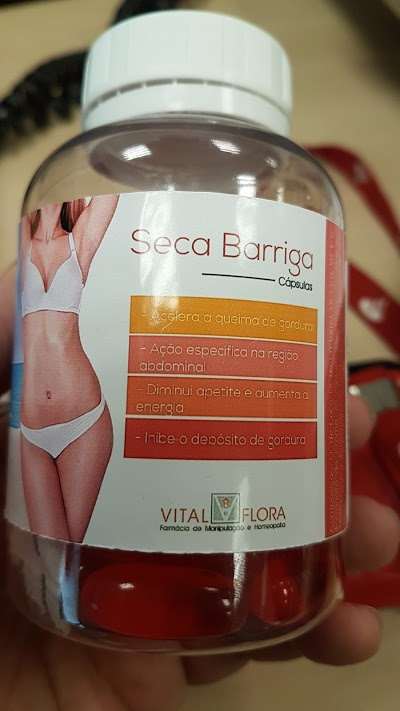 Seca Barriga
Cápsulas
- Acelera a queima de gordura
- Ação específica na região
abdominal
- Diminui apetite e aumenta a
energia
- Inibe o depósito de gordura
VITAL FLORA
Farmácia de Manipulação e Homeopatia